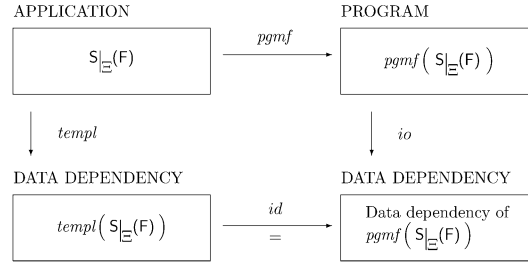 APPLICATION
PROGRAM
S|Ξ(F)
pgmf
pgmf( S|Ξ(F) )
templ
io
DATA DEPENDENCY
DATA DEPENDENCY
templ( S|Ξ(F) )
id
=
Data dependency of
pgmf( S|Ξ(F) )